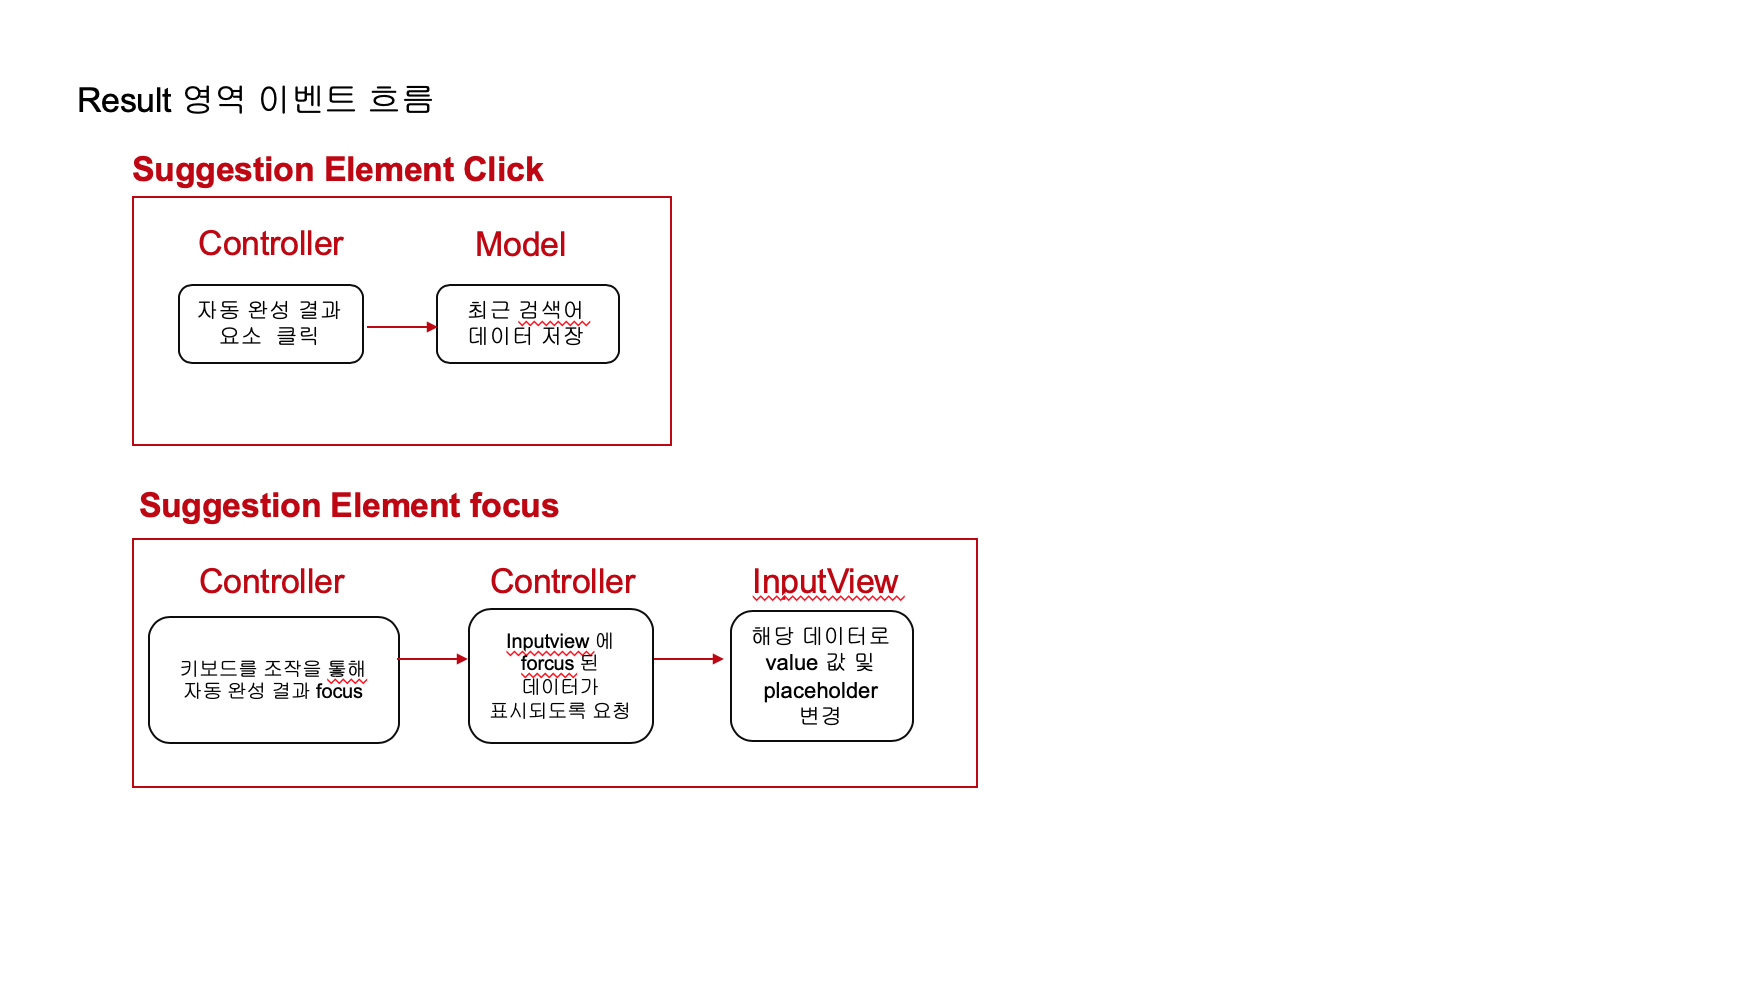 Result 영역 이벤트 흐름
Suggestion Element Click
Controller
Model
자동 완성 결과
요소 클릭
최근 검색어
데이터 저장
Suggestion Element focus
Controller
Controller
InputView
키보드를 조작을 통해
자동 완성 결과 focus
Inputview 에
forcus 된
데이터가
표시되도록 요청
해당 데이터로
value 값 및
placeholder
변경